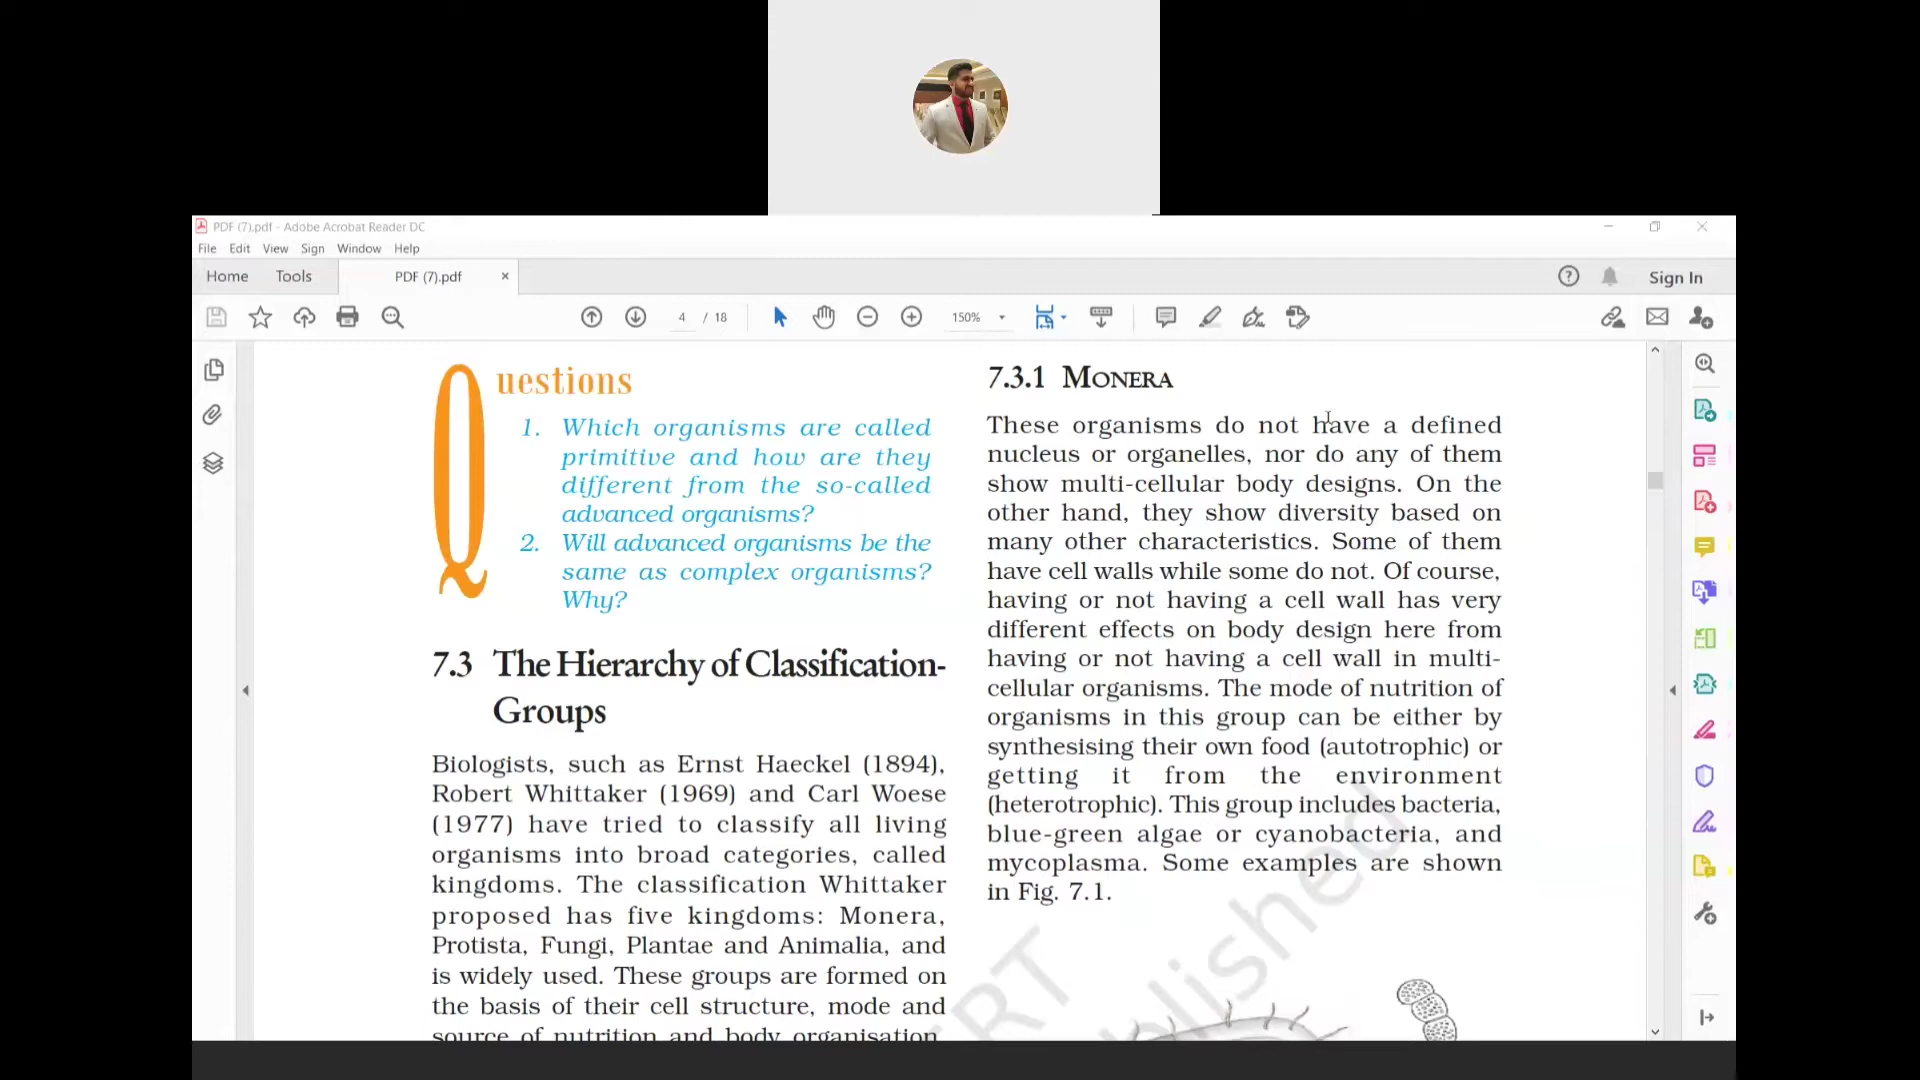 PDF (7).pdf - Adobe Acrobat Reader DC
File Edit View Sign Window Help
Home Tools PDF (7).pdf × Sign In
4 / 18 150%
Questions
1. Which organisms are called
primitive and how are they
different from the so-called
advanced organisms?
2. Will advanced organisms be the
same as complex organisms?
Why?
7.3 The Hierarchy of Classification-
Groups
Biologists, such as Ernst Haeckel (1894),
Robert Whittaker (1969) and Carl Woese
(1977) have tried to classify all living
organisms into broad categories, called
kingdoms. The classification Whittaker
proposed has five kingdoms: Monera,
Protista, Fungi, Plantae and Animalia, and
is widely used. These groups are formed on
the basis of their cell structure, mode and
source of nutrition and body organisation.
7.3.1 MONERA
These organisms do not have a defined
nucleus or organelles, nor do any of them
show multi-cellular body designs. On the
other hand, they show diversity based on
many other characteristics. Some of them
have cell walls while some do not. Of course,
having or not having a cell wall has very
different effects on body design here from
having or not having a cell wall in multi-
cellular organisms. The mode of nutrition of
organisms in this group can be either by
synthesising their own food (autotrophic) or
getting it from the environment
(heterotrophic). This group includes bacteria,
blue-green algae or cyanobacteria, and
mycoplasma. Some examples are shown
in Fig. 7.1.